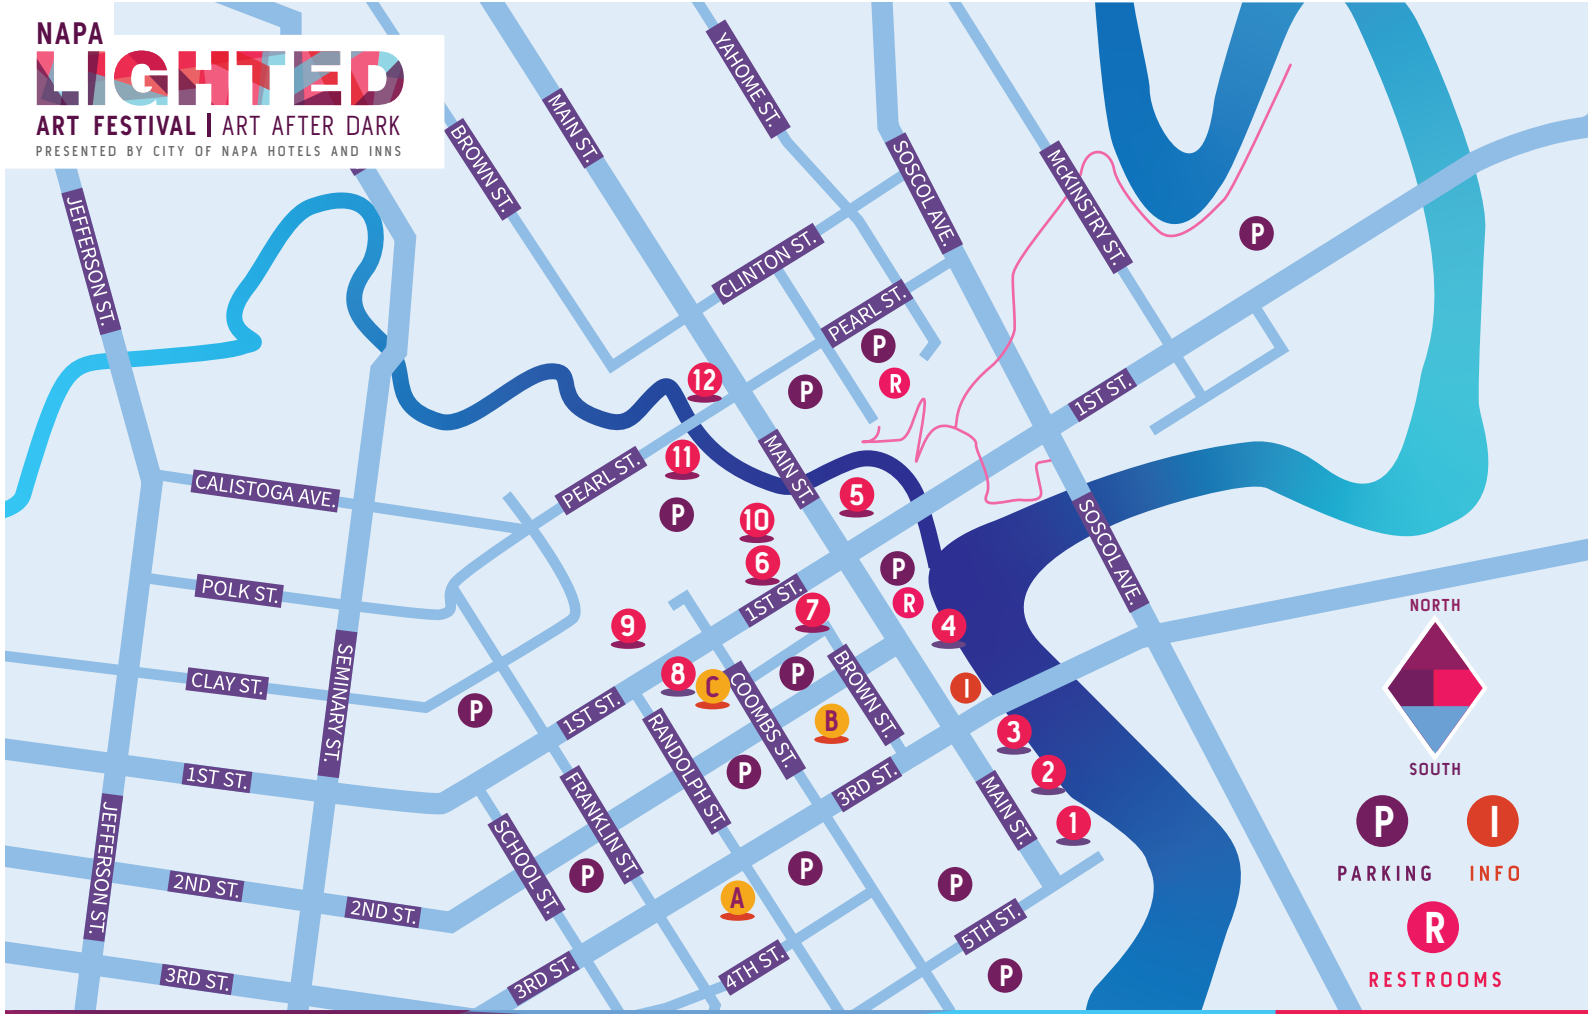 NAPA
LIGHTED
ART FESTIVAL | ART AFTER DARK
PRESENTED BY CITY OF NAPA HOTELS AND INNS
YAHOME ST.
MAIN ST.
BROWN ST.
SOSCOL AVE.
McKINSTRY ST.
JEFFERSON ST.
CLINTON ST.
P
PEARL ST.
P
R
12
P
1ST ST.
MAIN ST.
11
PEARL ST.
CALISTOGA AVE.
5
P
10
SOSCOL AVE.
6
P
POLK ST.
1ST ST.
R
7
NORTH
9
4
SEMINARY ST.
CLAY ST.
8
C
P
BROWN ST.
I
COOMBS ST.
P
1ST ST.
B
RANDOLPH ST.
3
SOUTH
1ST ST.
P
2
3RD ST.
MAIN ST.
1
P
I
FRANKLIN ST.
JEFFERSON ST.
SCHOOL ST.
P
P
P
PARKING
INFO
2ND ST.
2ND ST.
A
5TH ST.
R
3RD ST.
3RD ST.
4TH ST.
P
RESTROOMS